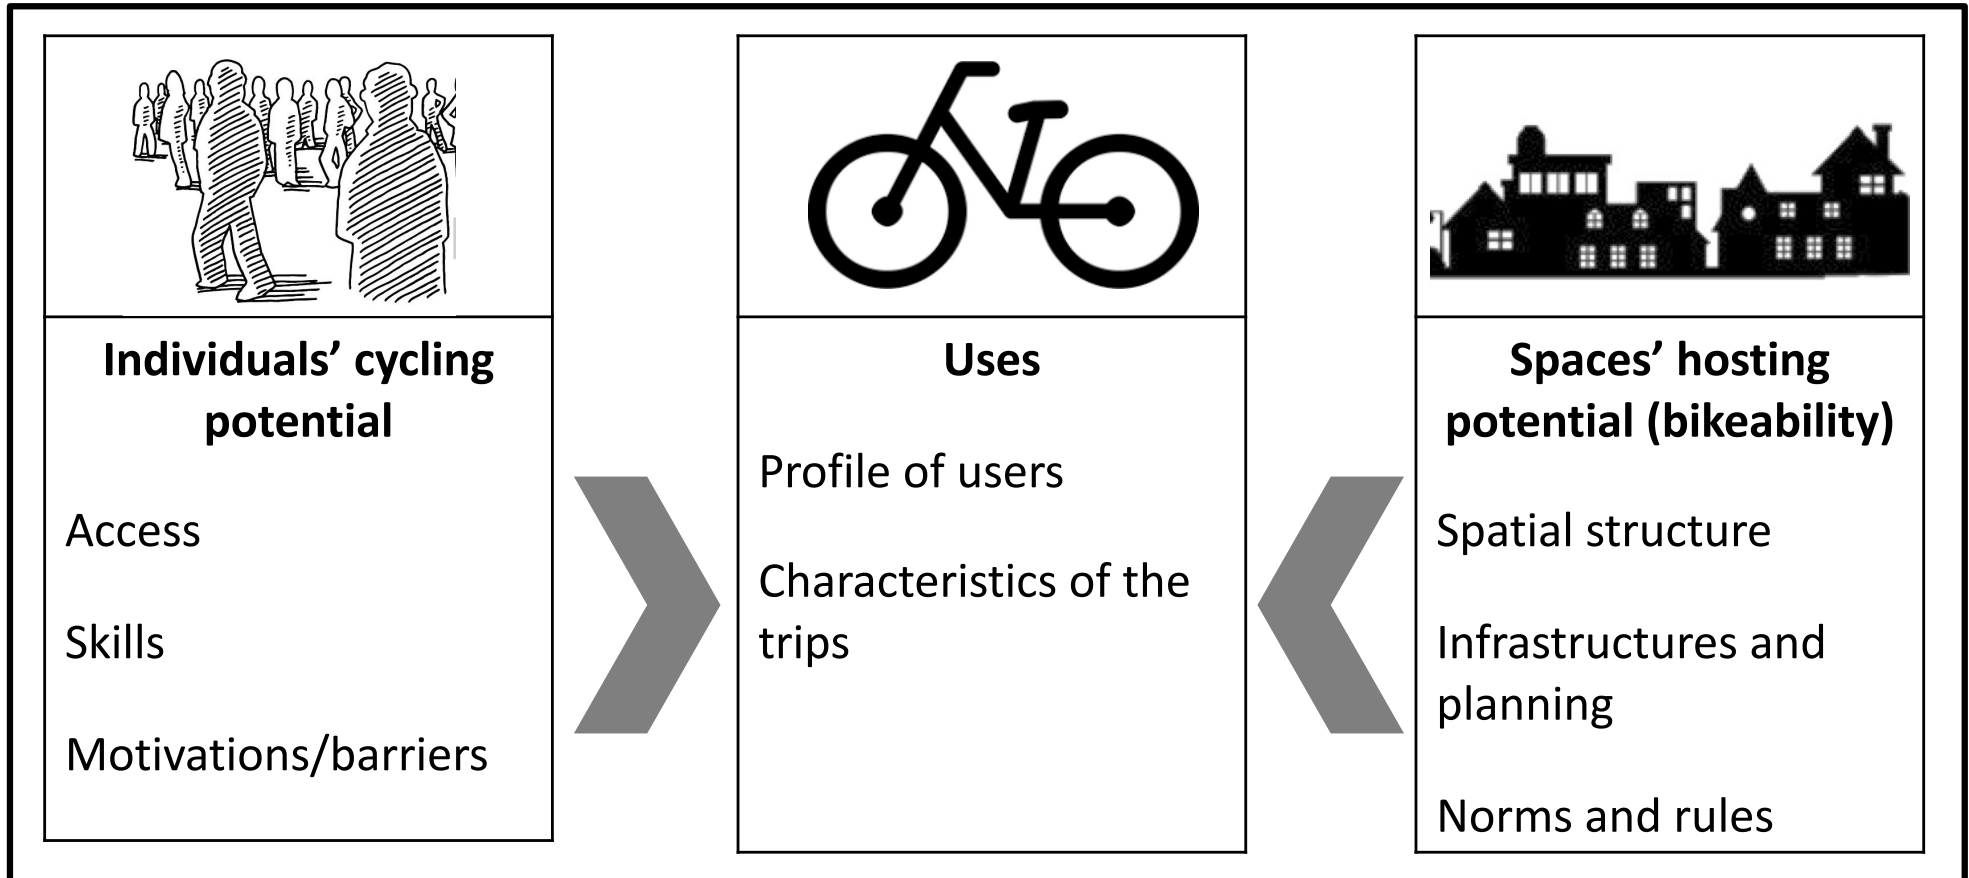 Individuals’ cycling
potential
Access
Skills
Motivations/barriers
Uses
Profile of users
Characteristics of the
trips
Spaces’ hosting
potential (bikeability)
Spatial structure
Infrastructures and
planning
Norms and rules